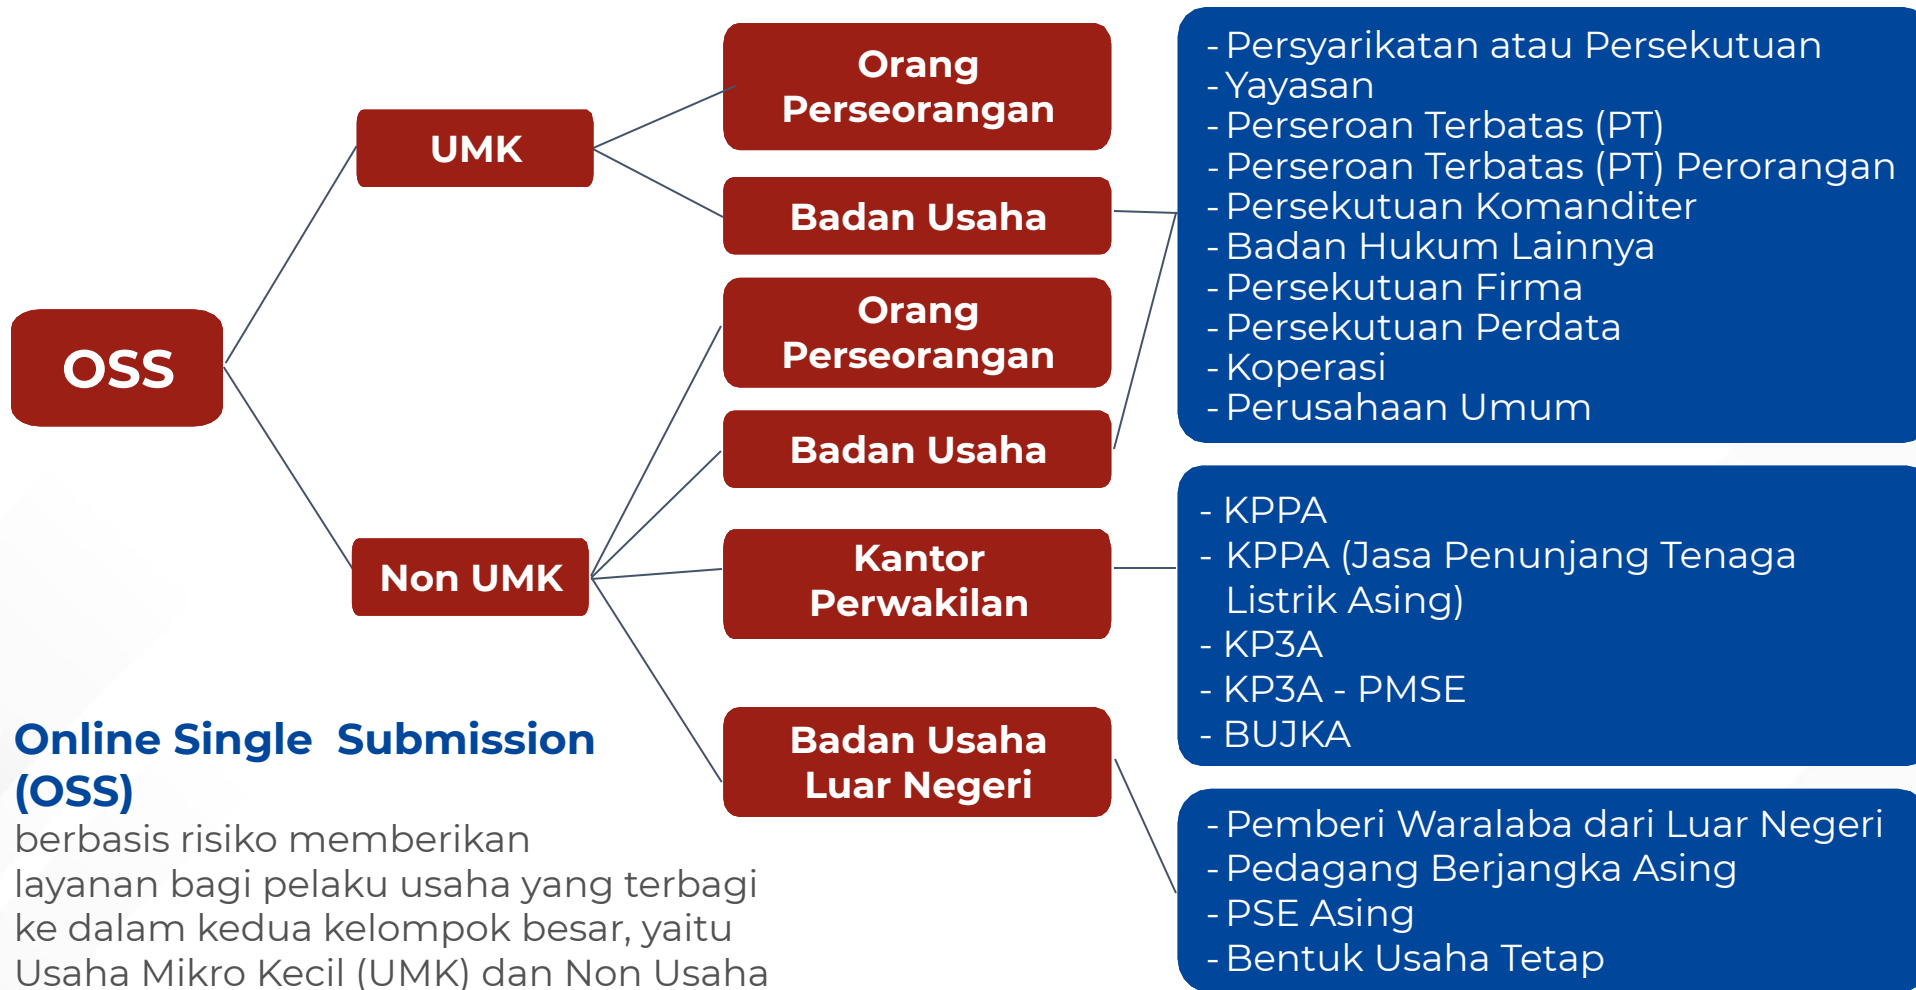 OSS
UMK
Non UMK
Orang
Perseorangan
Badan Usaha
Orang
Perseorangan
Badan Usaha
Kantor
Perwakilan
Badan Usaha
Luar Negeri
- Persyarikatan atau Persekutuan
- Yayasan
- Perseroan Terbatas (PT)
- Perseroan Terbatas (PT) Perorangan
- Persekutuan Komanditer
- Badan Hukum Lainnya
- Persekutuan Firma
- Persekutuan Perdata
- Koperasi
- Perusahaan Umum
- KPPA
- KPPA (Jasa Penunjang Tenaga
Listrik Asing)
- KP3A
- KP3A - PMSE
- BUJKA
- Pemberi Waralaba dari Luar Negeri
- Pedagang Berjangka Asing
- PSE Asing
- Bentuk Usaha Tetap
Online Single Submission
(OSS)
berbasis risiko memberikan
layanan bagi pelaku usaha yang terbagi
ke dalam kedua kelompok besar, yaitu
Usaha Mikro Kecil (UMK) dan Non Usaha